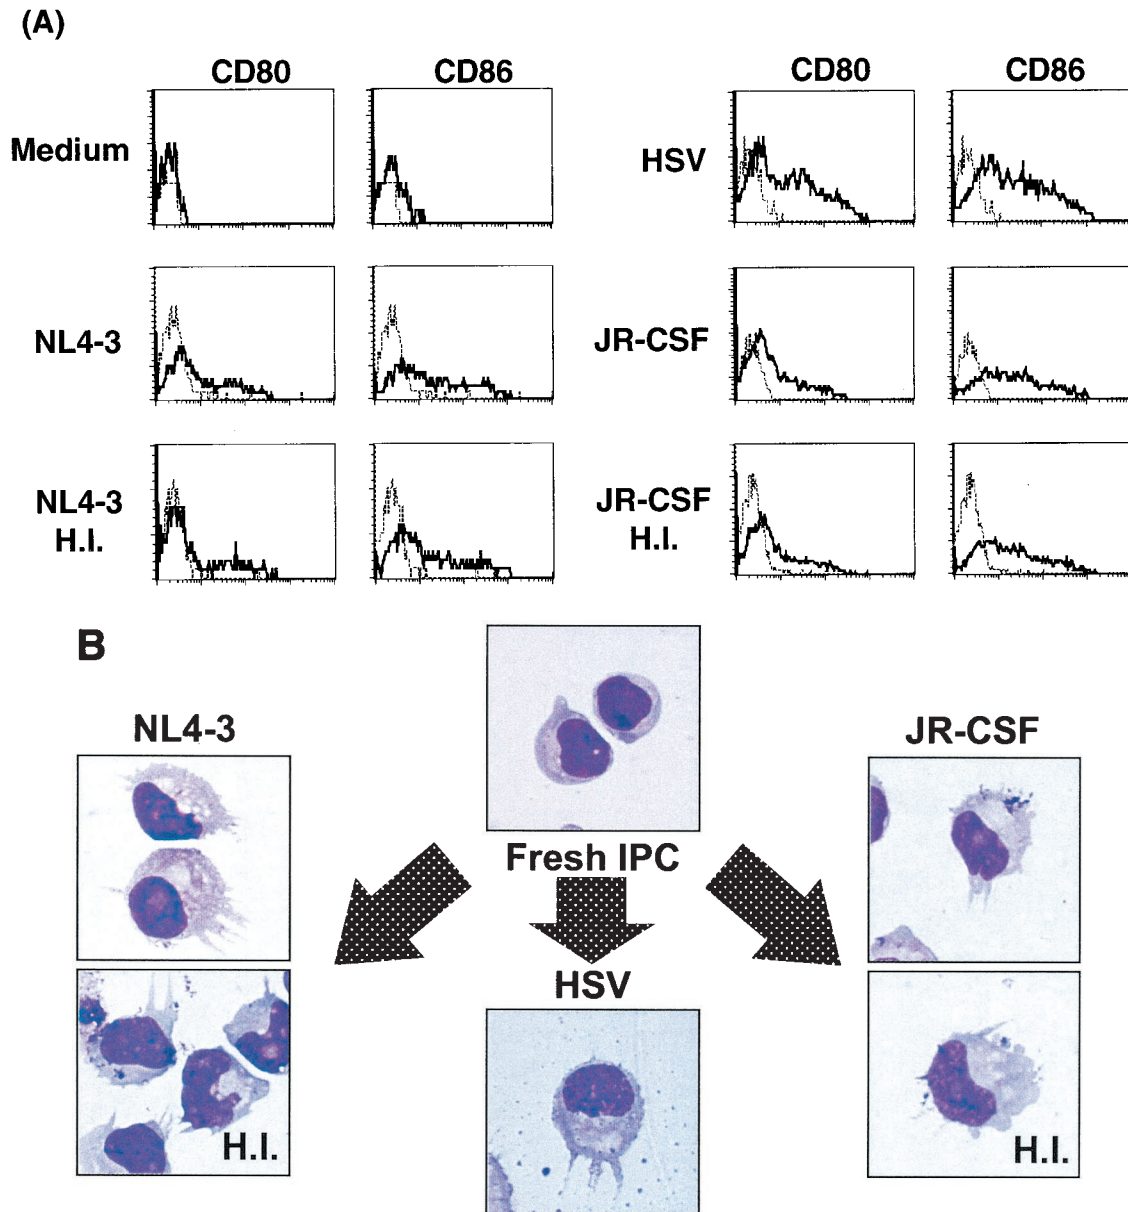 (A)
CD80 CD86 CD80 CD86
Medium HSV
NL4-3 JR-CSF
NL4-3 H.I. JR-CSF H.I.
B
NL4-3
JR-CSF
Fresh IPC
HSV
H.I.
H.I.